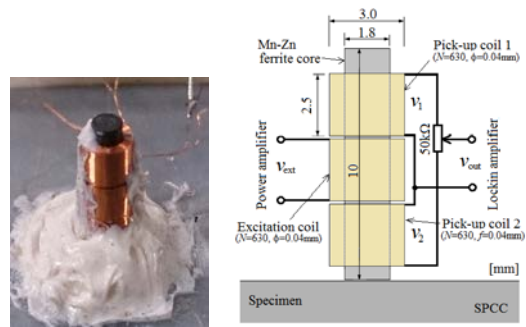 3.0
1.8
Mn-Zn
ferrite core
Pick-up coil 1
(N=630, ϕ=0.04mm)
2.5
v1
50kΩ
Power amplifier
vext
10
vout
Lockin amplifier
Excitation coil
(N=630, ϕ=0.04mm)
v2
Pick-up coil 2
(N=630, f=0.04mm)
[mm]
Specimen
SPCC